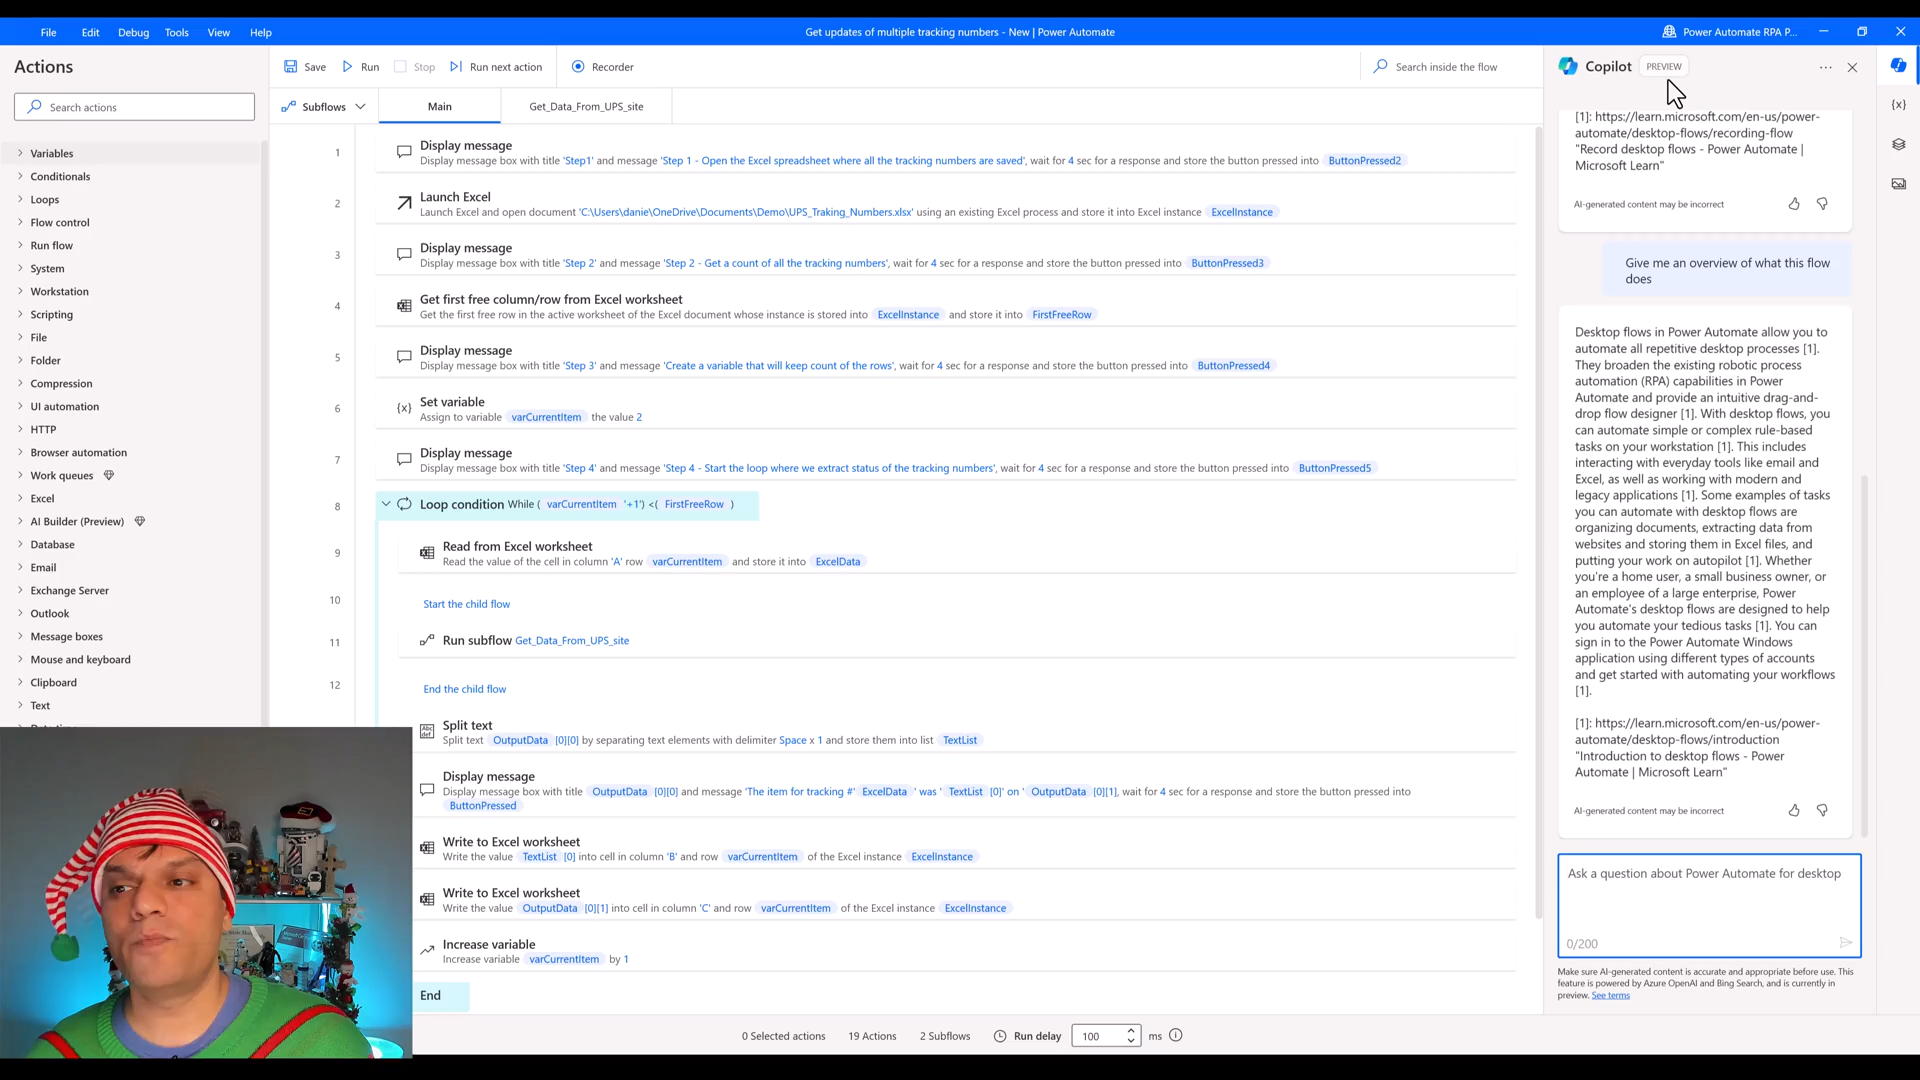 File Edit Debug Tools View Help
Get updates of multiple tracking numbers - New | Power Automate
Power Automate RPA P...
Actions
Search actions
Variables
Conditionals
Loops
Flow control
Run flow
System
Workstation
Scripting
File
Folder
Compression
UI automation
HTTP
Browser automation
Work queues
Excel
AI Builder (Preview)
Database
Email
Exchange Server
Outlook
Message boxes
Mouse and keyboard
Clipboard
Text
Save Run Stop Run next action Recorder
Search inside the flow
Subflows Main Get_Data_From_UPS_site
1 Display message
Display message box with title 'Step1' and message 'Step 1 - Open the Excel spreadsheet where all the tracking numbers are saved', wait for 4 sec for a response and store the button pressed into ButtonPressed2
2 Launch Excel
Launch Excel and open document 'C:\Users\danie\OneDrive\Documents\Demo\UPS_Traking_Numbers.xlsx' using an existing Excel process and store it into Excel instance ExcelInstance
3 Display message
Display message box with title 'Step 2' and message 'Step 2 - Get a count of all the tracking numbers', wait for 4 sec for a response and store the button pressed into ButtonPressed3
4 Get first free column/row from Excel worksheet
Get the first free row in the active worksheet of the Excel document whose instance is stored into ExcelInstance and store it into FirstFreeRow
5 Display message
Display message box with title 'Step 3' and message 'Create a variable that will keep count of the rows', wait for 4 sec for a response and store the button pressed into ButtonPressed4
6 {x} Set variable
Assign to variable varCurrentItem the value 2
7 Display message
Display message box with title 'Step 4' and message 'Step 4 - Start the loop where we extract status of the tracking numbers', wait for 4 sec for a response and store the button pressed into ButtonPressed5
8 Loop condition While ( varCurrentItem '+1') <( FirstFreeRow )
9 Read from Excel worksheet
Read the value of the cell in column 'A' row varCurrentItem and store it into ExcelData
10 Start the child flow
11 Run subflow Get_Data_From_UPS_site
12 End the child flow
Split text
Split text OutputData [0][0] by separating text elements with delimiter Space x 1 and store them into list TextList
Display message
Display message box with title OutputData [0][0] and message 'The item for tracking #' ExcelData ' was ' TextList [0]' on ' OutputData [0][1], wait for 4 sec for a response and store the button pressed into
ButtonPressed
Write to Excel worksheet
Write the value TextList [0] into cell in column 'B' and row varCurrentItem of the Excel instance ExcelInstance
Write to Excel worksheet
Write the value OutputData [0][1] into cell in column 'C' and row varCurrentItem of the Excel instance ExcelInstance
Increase variable
Increase variable varCurrentItem by 1
End
0 Selected actions 19 Actions 2 Subflows Run delay 100 ms
Copilot PREVIEW
{x}
[1]: https://learn.microsoft.com/en-us/power-
automate/desktop-flows/recording-flow
"Record desktop flows - Power Automate |
Microsoft Learn"
AI-generated content may be incorrect
Give me an overview of what this flow
does
Desktop flows in Power Automate allow you to
automate all repetitive desktop processes [1].
They broaden the existing robotic process
automation (RPA) capabilities in Power
Automate and provide an intuitive drag-and-
drop flow designer [1]. With desktop flows, you
can automate simple or complex rule-based
tasks on your workstation [1]. This includes
interacting with everyday tools like email and
Excel, as well as working with modern and
legacy applications [1]. Some examples of tasks
you can automate with desktop flows are
organizing documents, extracting data from
websites and storing them in Excel files, and
putting your work on autopilot [1]. Whether
you're a home user, a small business owner, or
an employee of a large enterprise, Power
Automate's desktop flows are designed to help
you automate your tedious tasks [1]. You can
sign in to the Power Automate Windows
application using different types of accounts
and get started with automating your workflows
[1].
[1]: https://learn.microsoft.com/en-us/power-
automate/desktop-flows/introduction
"Introduction to desktop flows - Power
Automate | Microsoft Learn"
AI-generated content may be incorrect
Ask a question about Power Automate for desktop
0/200
Make sure AI-generated content is accurate and appropriate before use. This
feature is powered by Azure OpenAI and Bing Search, and is currently in
preview. See terms